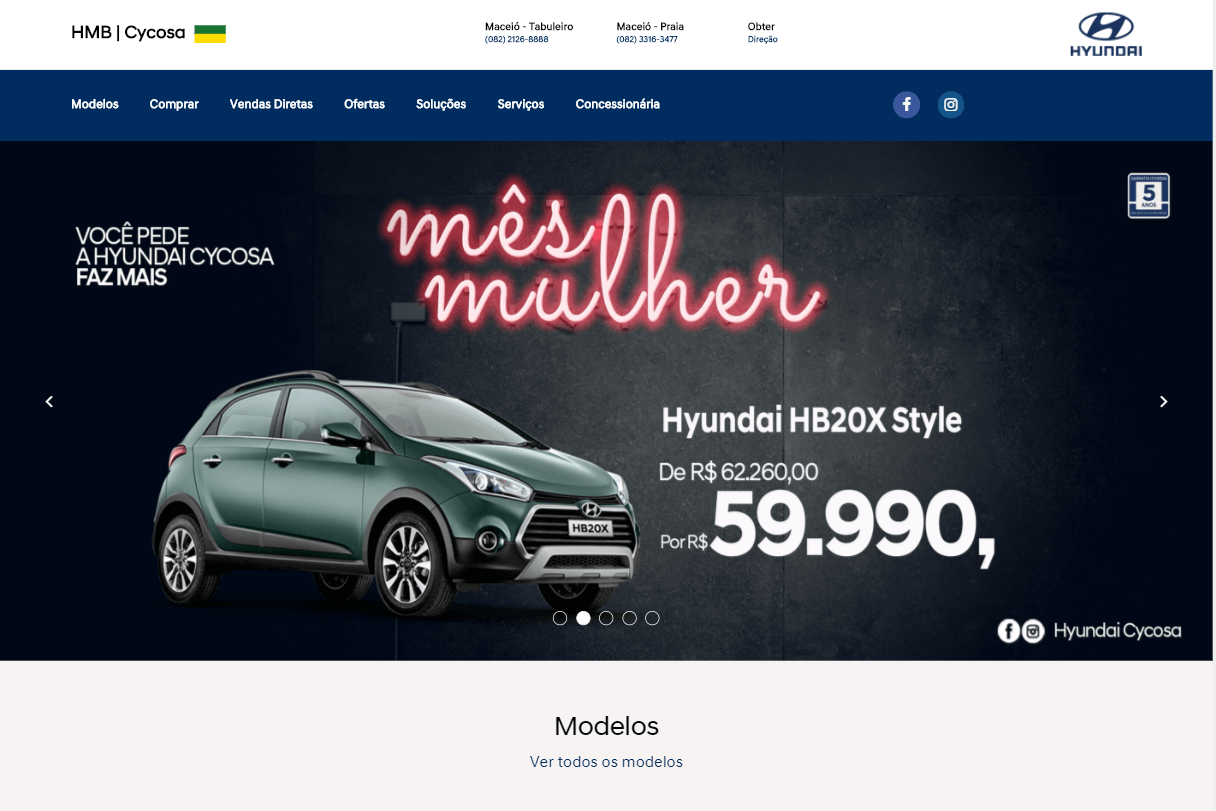 HMB | Cycosa
Maceió - Tabuleiro
(082) 2126-8888
Maceió - Praia
(082) 3316-3477
Obter
Direção
HYUNDAI
Modelos
Comprar
Vendas Diretas
Ofertas
Soluções
Serviços
Concessionária
VOCÊ PEDE
A HYUNDAI CYCOSA
FAZ MAIS
mês
mulher
GARANTIA HYUNDAI
5
ANOS
Hyundai HB20X Style
De R$ 62.260,00
Por R$ 59.990,
HB20X
Hyundai Cycosa
Modelos
Ver todos os modelos